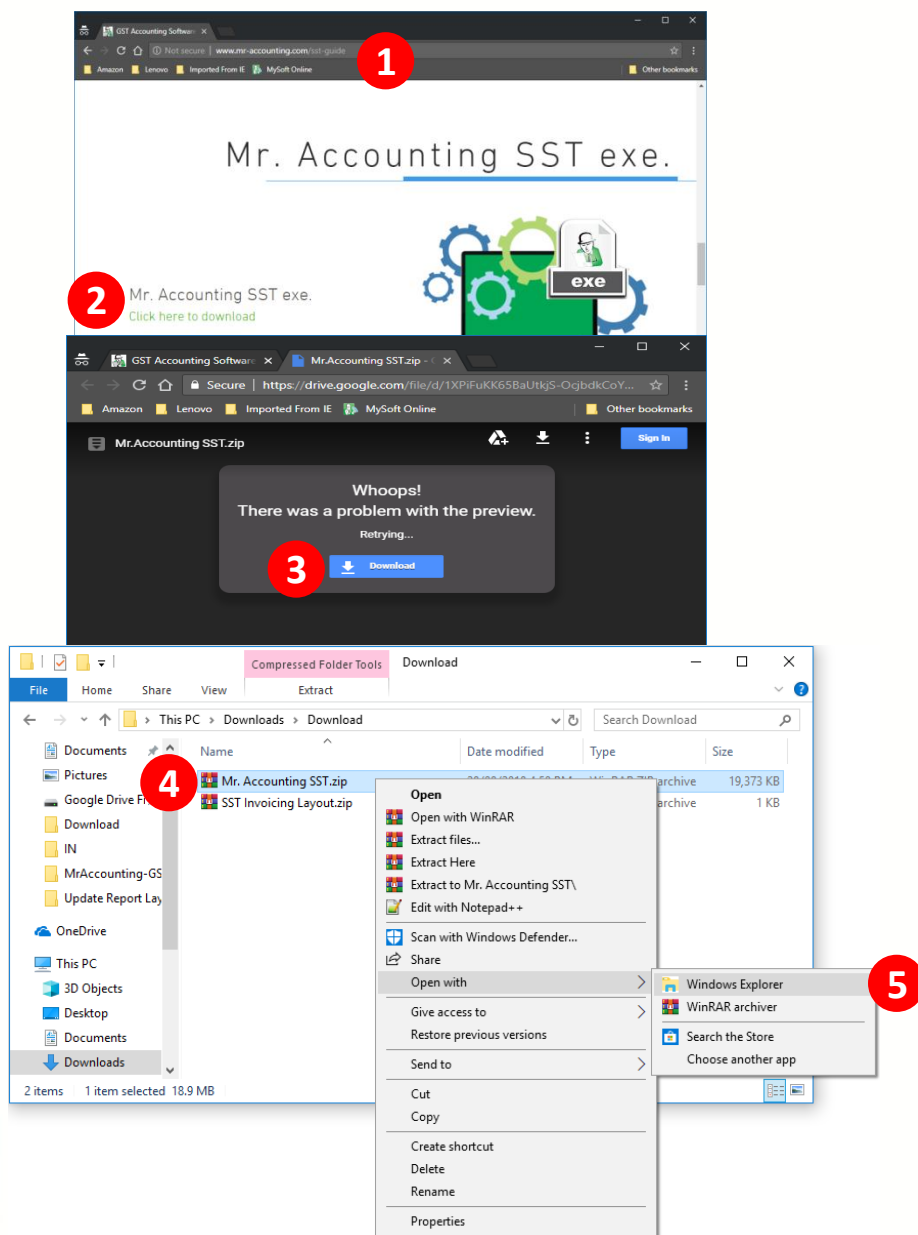 GST Accounting Software
Not secure | www.mr-accounting.com/sst-guide
1
Amazon Lenovo Imported From IE MySoft Online Other bookmarks
Mr. Accounting SST exe.
exe
2
Mr. Accounting SST exe.
Click here to download
GST Accounting Software Mr.Accounting SST.zip -
Secure | https://drive.google.com/file/d/1XPiFuKK65BaUtkjS-OcjbdkCoY...
Amazon Lenovo Imported From IE MySoft Online Other bookmarks
Mr.Accounting SST.zip Sign In
Whoops!
There was a problem with the preview.
Retrying...
3
Download
Compressed Folder Tools Download
File Home Share View Extract
This PC > Downloads > Download Search Download
Documents Name Date modified Type Size
Pictures 4 Mr. Accounting SST.zip archive 19,373 KB
Google Drive SST Invoicing Layout.zip archive 1 KB
Download
IN
MrAccounting-GS
Update Report Lay
OneDrive
This PC
3D Objects
Desktop
Documents
Downloads
2 items 1 item selected 18.9 MB
Open
Open with WinRAR
Extract files...
Extract Here
Extract to Mr. Accounting SST\
Edit with Notepad++
Scan with Windows Defender...
Share
Open with
Give access to
Restore previous versions
Send to
Cut
Copy
Create shortcut
Delete
Rename
Properties
5
Windows Explorer
WinRAR archiver
Search the Store
Choose another app